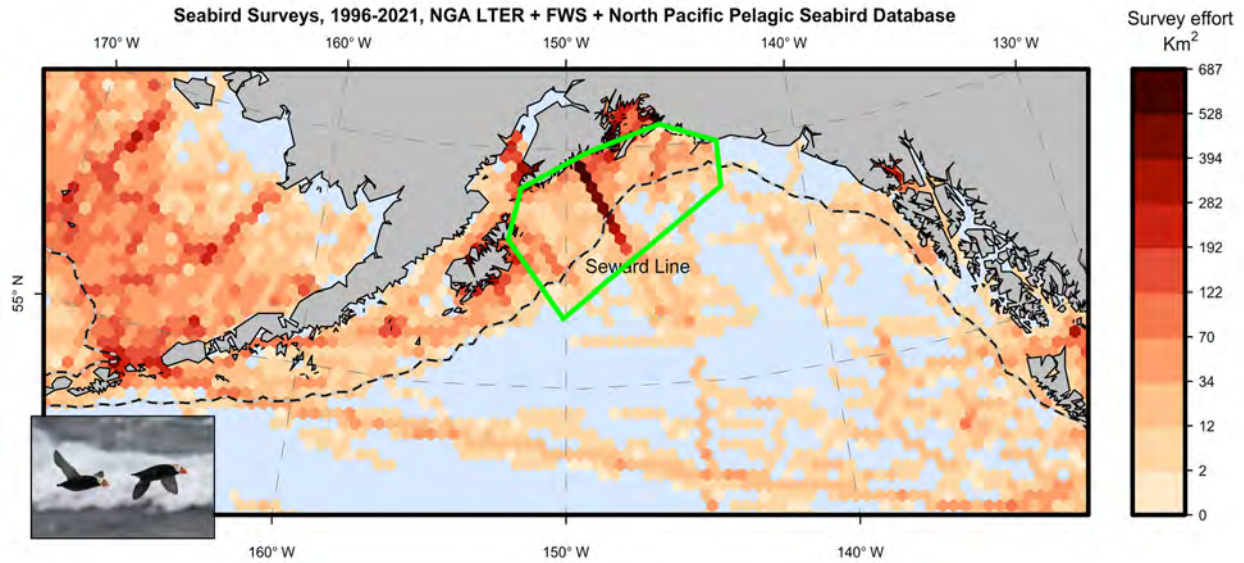 Seabird Surveys, 1996-2021, NGA LTER + FWS + North Pacific Pelagic Seabird Database
Survey effort
Km2
170° W
160° W
150° W
140° W
130° W
687
528
394
282
192
122
70
34
12
2
0
55° N
Seward Line
160° W
150° W
140° W